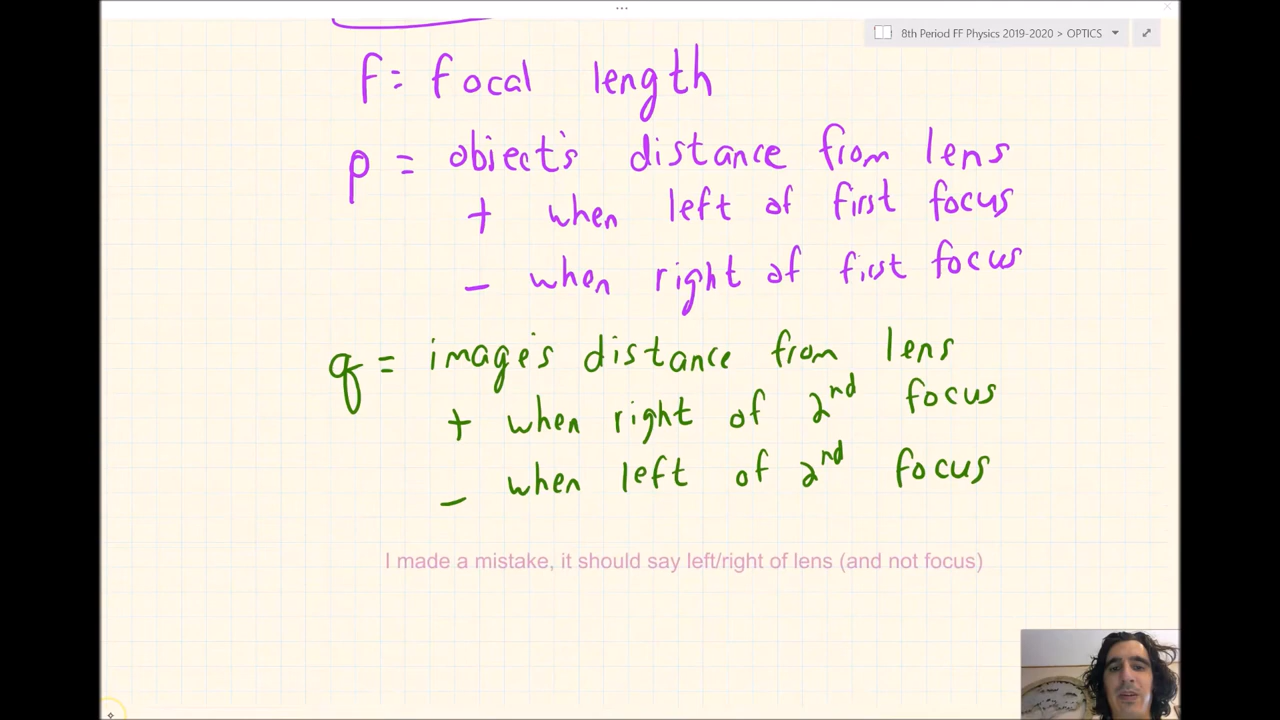 ...
8th Period FF Physics 2019-2020 > OPTICS
f = focal length
p = object's distance from lens
+ when left of first focus
- when right of first focus
q = image's distance from lens
+ when right of 2nd focus
- when left of 2nd focus
I made a mistake, it should say left/right of lens (and not focus)